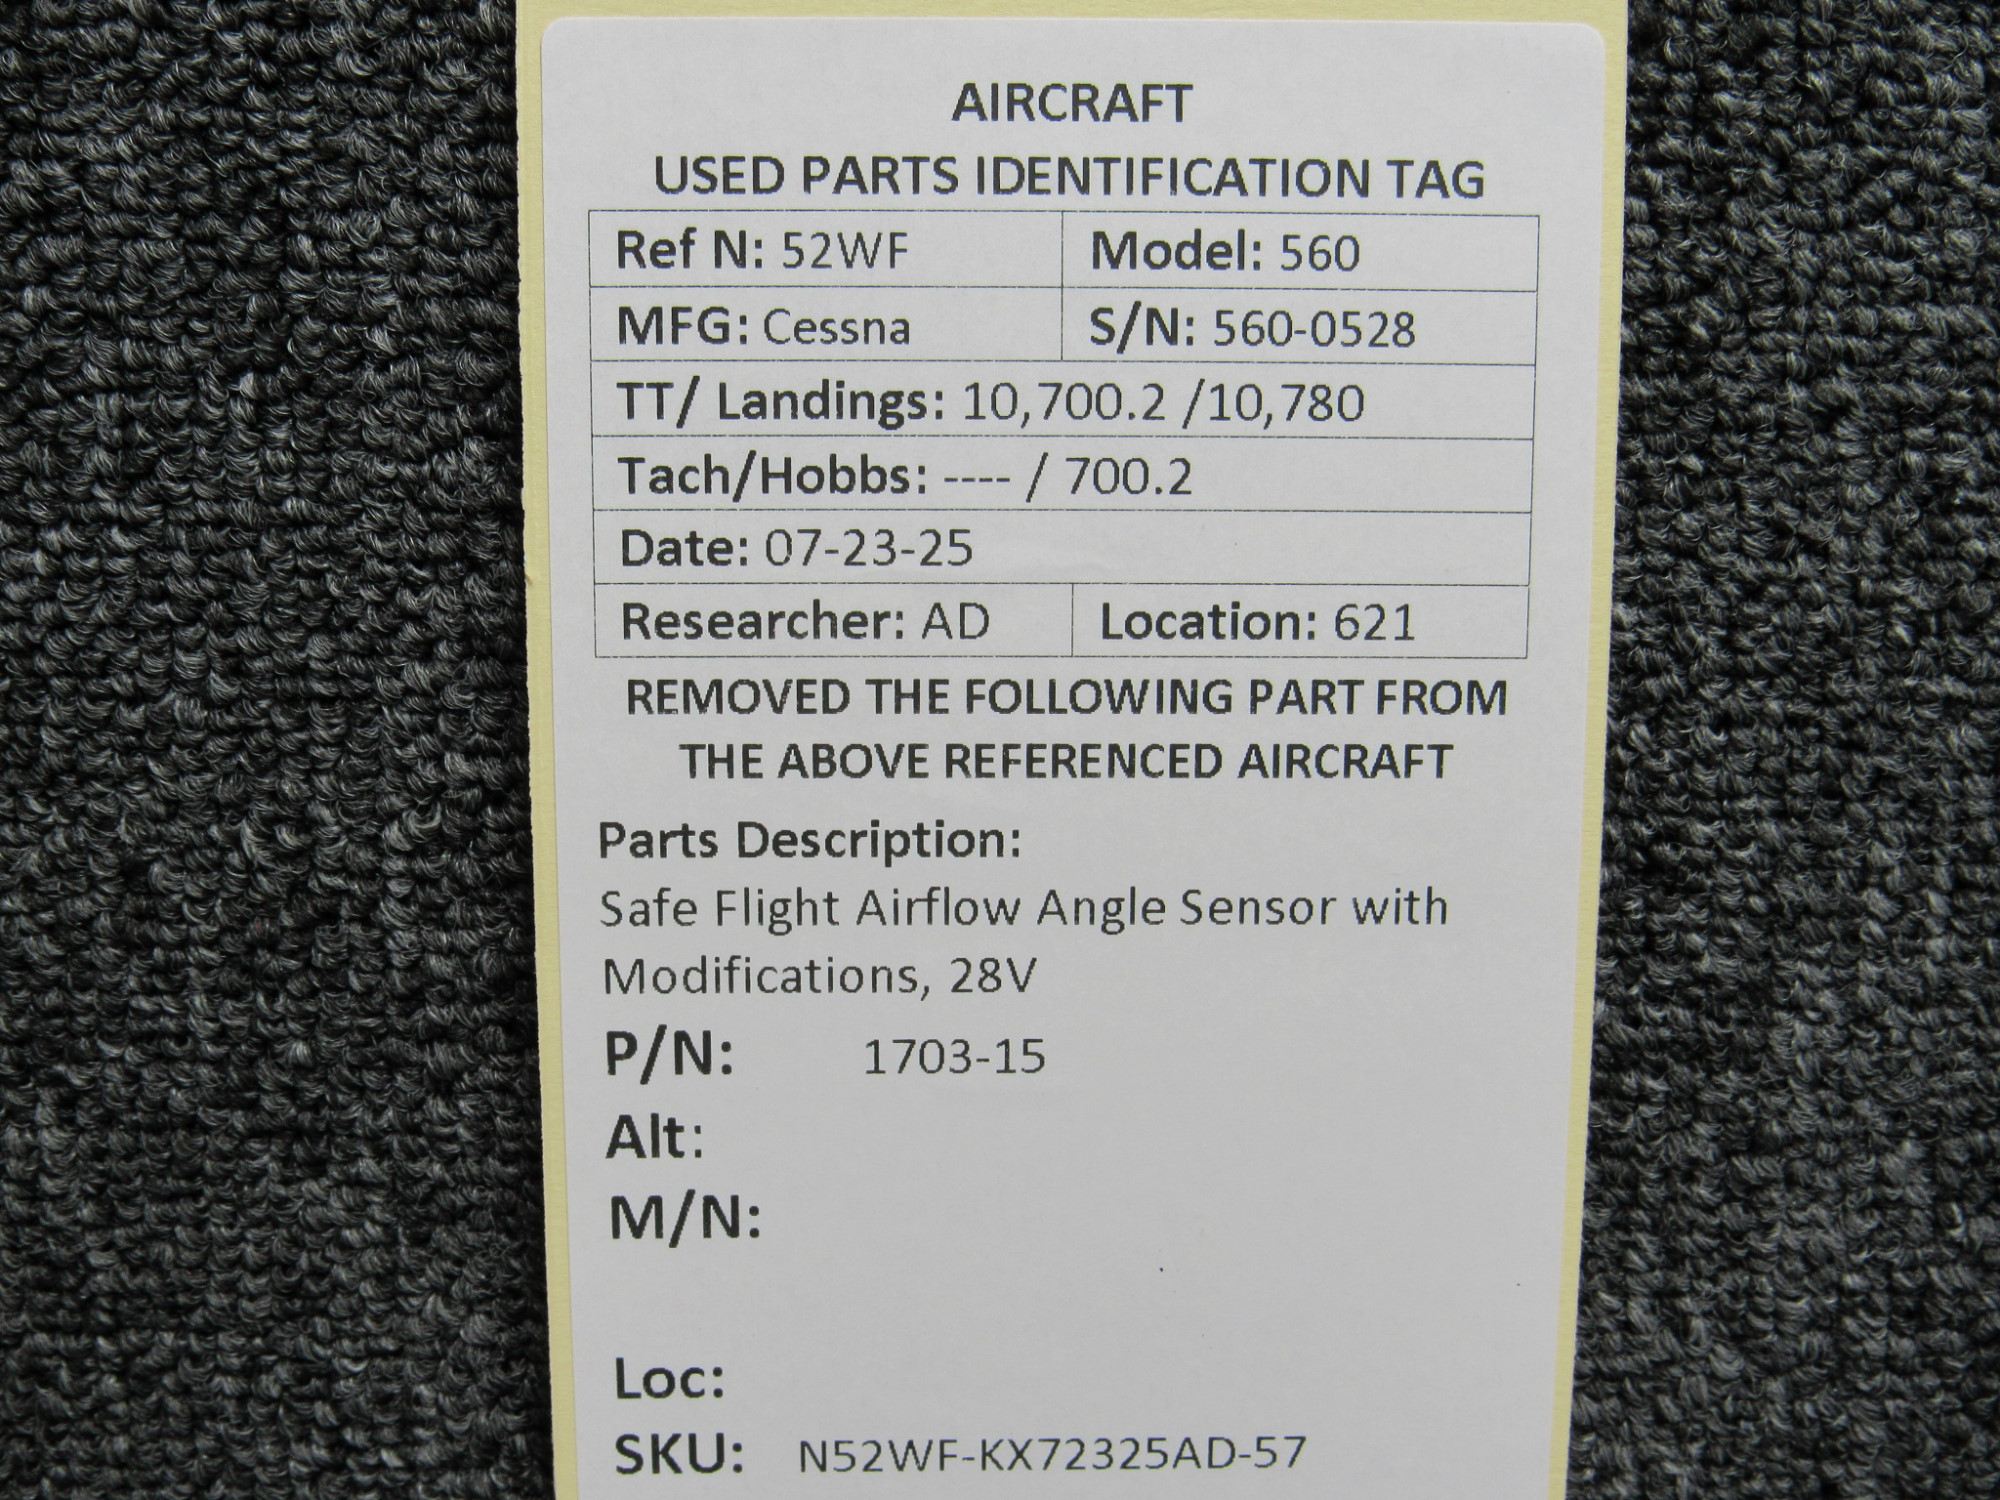 AIRCRAFT
USED PARTS IDENTIFICATION TAG
Ref N: 52WF Model: 560
MFG: Cessna S/N: 560-0528
TT/ Landings: 10,700.2 /10,780
Tach/Hobbs: ---- / 700.2
Date: 07-23-25
Researcher: AD Location: 621
REMOVED THE FOLLOWING PART FROM
THE ABOVE REFERENCED AIRCRAFT
Parts Description:
Safe Flight Airflow Angle Sensor with
Modifications, 28V
P/N: 1703-15
Alt:
M/N:
Loc:
SKU: N52WF-KX72325AD-57